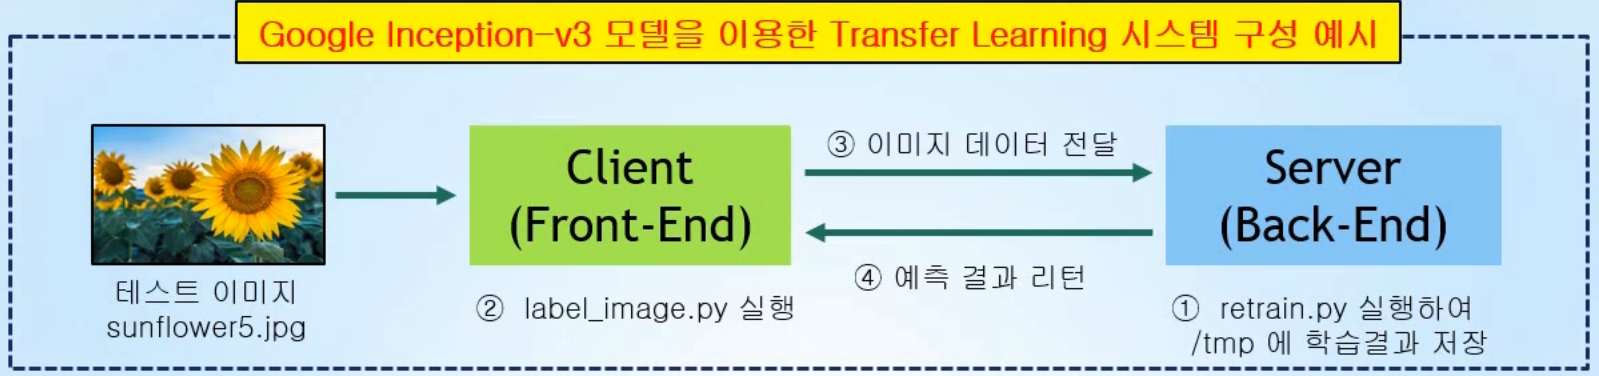 Google Inception-v3 모델을 이용한 Transfer Learning 시스템 구성 예시
테스트 이미지
sunflower5.jpg
Client
(Front-End)
② label_image.py 실행
③ 이미지 데이터 전달
④ 예측 결과 리턴
Server
(Back-End)
① retrain.py 실행하여
/tmp 에 학습결과 저장